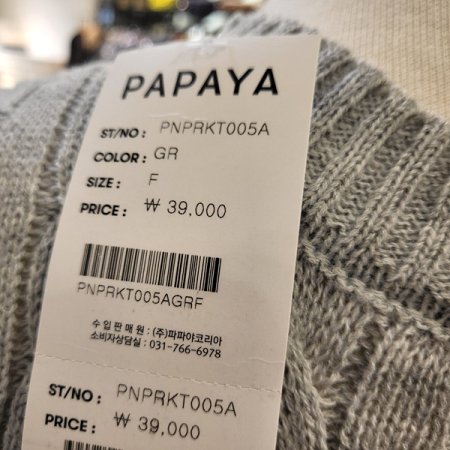 PAPAYA
ST/NO : PNPRKT005A
COLOR : GR
SIZE : F
PRICE : ₩ 39.000
PNPRKT005AGRF
수 입 판 매 원 : (주)파파야코리아
소비자상담실 : 031-766-6978
ST/NO : PNPRKT005A
PRICE : ₩ 39.000